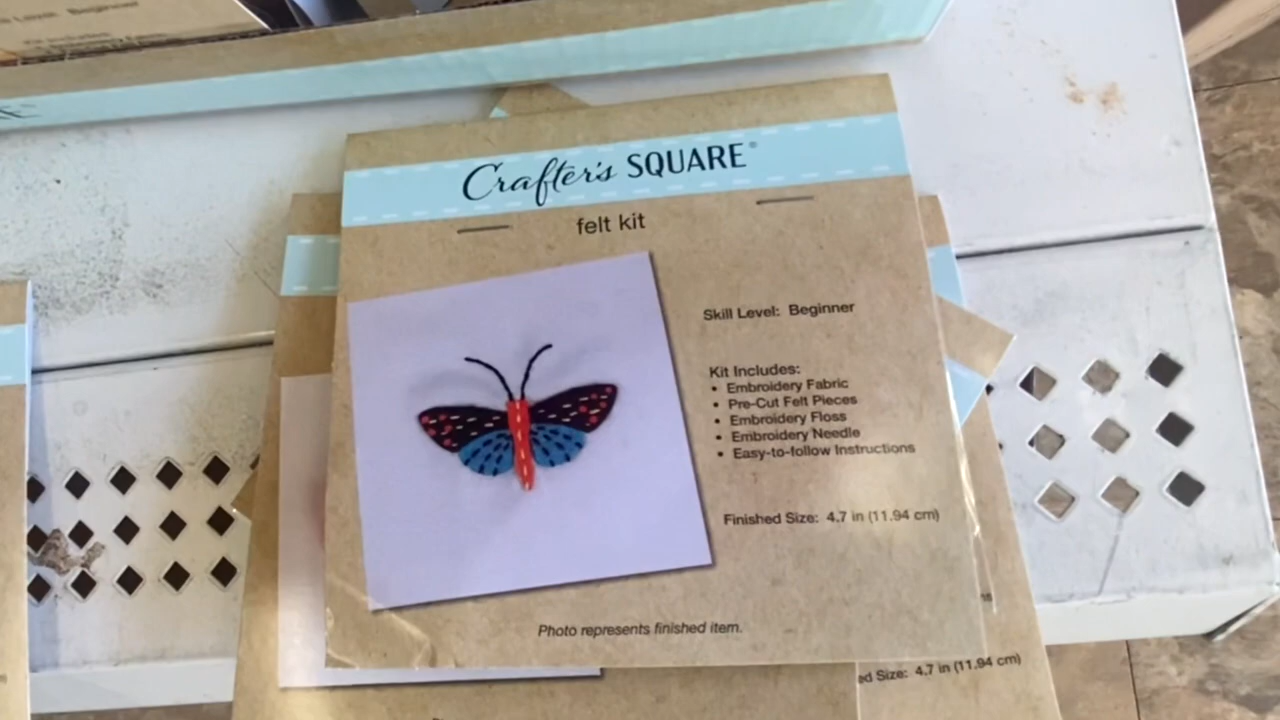 Crafter's SQUARE®
felt kit
Skill Level: Beginner
Kit Includes:
• Embroidery Fabric
• Pre-Cut Felt Pieces
• Embroidery Floss
• Embroidery Needle
• Easy-to-follow Instructions
Finished Size: 4.7 in (11.94 cm)
Photo represents finished item.
ed Size: 4.7 in (11.94 cm)